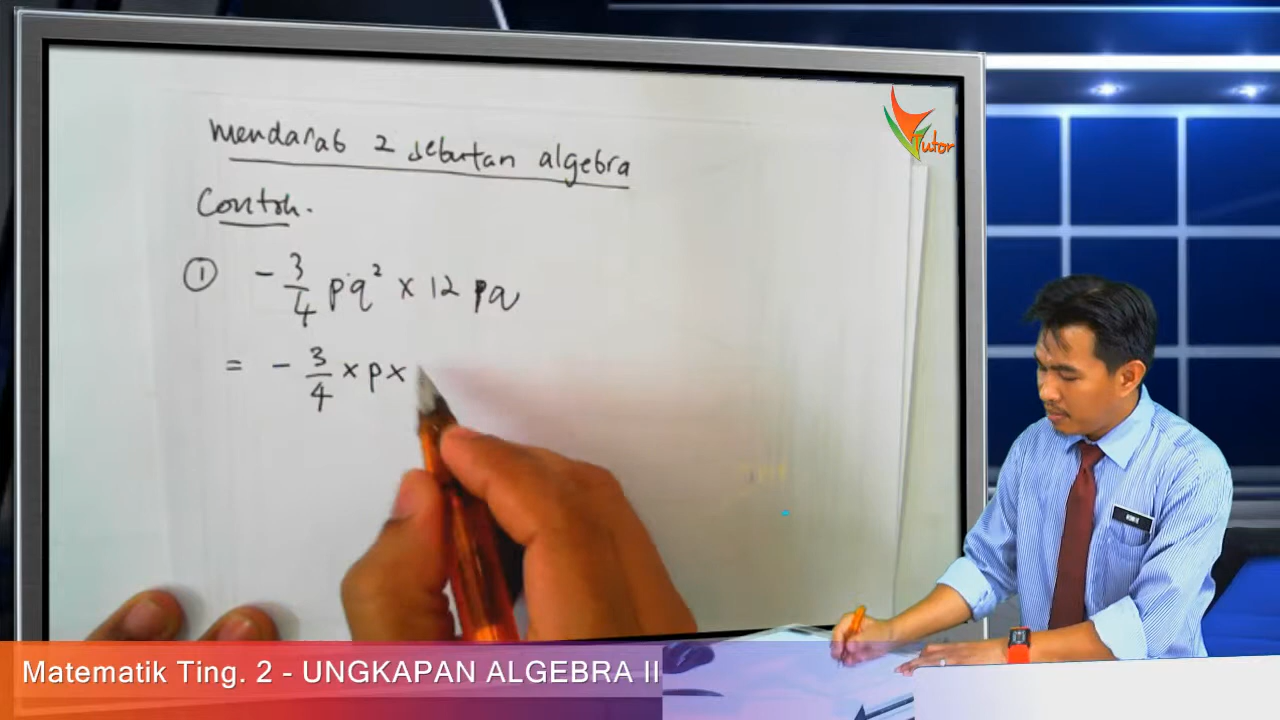 Mendarab 2 sebutan algebra
Contoh.
① - 3/4 pq² × 12 pq
= - 3/4 × p ×
Tutor
Matematik Ting. 2 - UNGKAPAN ALGEBRA II